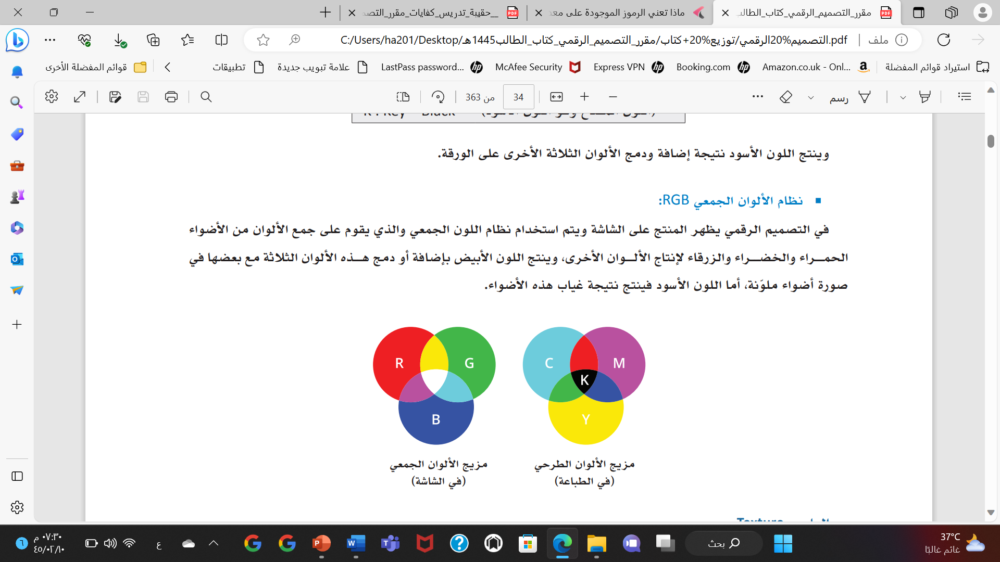 مقرر_التصميم_الرقمي_كتاب_الطالب
ماذا تعني الرموز الموجودة على معد
__حقيبة_تدريس_كفايات_مقرر_التصم
ملف
C:/Users/ha201/Desktop/التصميم%20الرقمي/توزيع%20+كتاب/مقرر_التصميم_الرقمي_كتاب_الطالب1445هـ.pdf
استيراد قوائم المفضلة
Amazon.co.uk - Onl...
Booking.com
Express VPN
McAfee Security
LastPass password...
علامة تبويب جديدة
تطبيقات
قوائم المفضلة الأخرى
رسم
34
من 363
وينتج اللون الأسود نتيجة إضافة ودمج الألوان الثلاثة الأخرى على الورقة.
▪ نظام الألوان الجمعي RGB:
في التصميم الرقمي يظهر المنتج على الشاشة ويتم استخدام نظام اللون الجمعي والذي يقوم على جمع الألوان من الأضواء
الحمـــراء والخضـــراء والزرقاء لإنتاج الألـــوان الأخرى، وينتج اللون الأبيض بإضافة أو دمج هـــذه الألوان الثلاثة مع بعضها في
صورة أضواء ملوّنة، أما اللون الأسود فينتج نتيجة غياب هذه الأضواء.
C
M
K
Y
R
G
B
مزيج الألوان الطرحي
(في الطباعة)
مزيج الألوان الجمعي
(في الشاشة)
37°C
غائم غالبًا
بحث
ع
٠٧:٣٠ م
٤٥/٠٢/١٠
٦